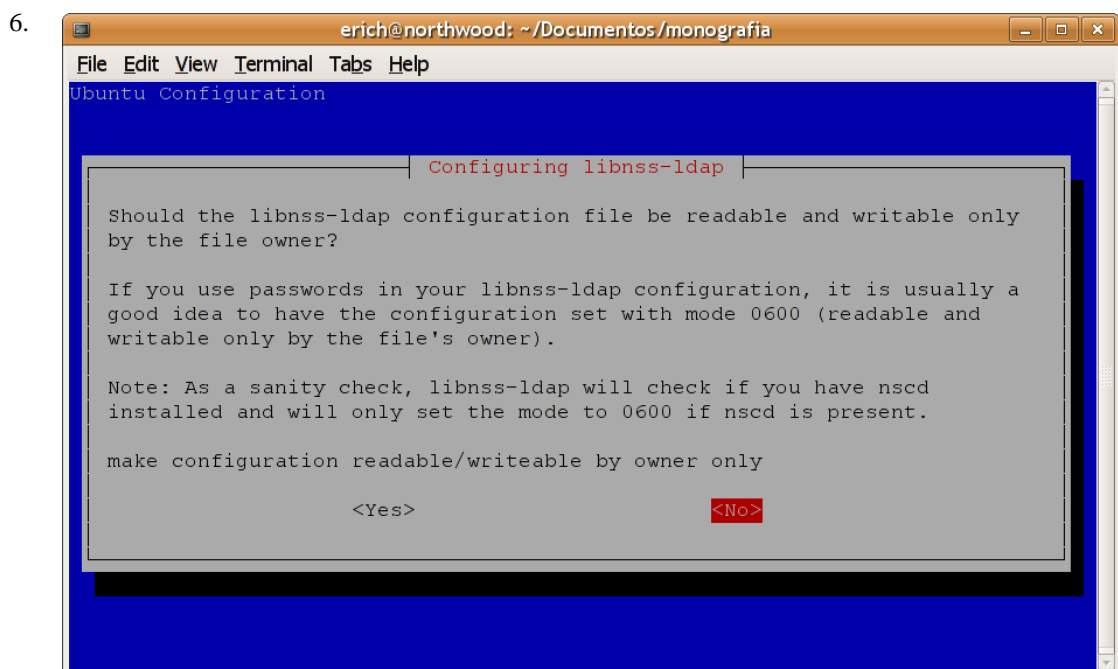 6.
erich@northwood: ~/Documentos/monografia
File Edit View Terminal Tabs Help
Ubuntu Configuration
Configuring libnss-ldap
Should the libnss-ldap configuration file be readable and writable only
by the file owner?
If you use passwords in your libnss-ldap configuration, it is usually a
good idea to have the configuration set with mode 0600 (readable and
writable only by the file's owner).
Note: As a sanity check, libnss-ldap will check if you have nscd
installed and will only set the mode to 0600 if nscd is present.
make configuration readable/writeable by owner only
<Yes> <No>